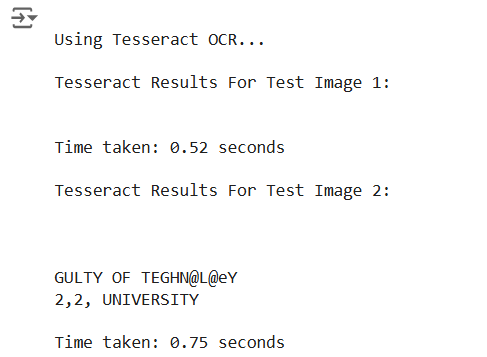 Using Tesseract OCR...
Tesseract Results For Test Image 1:
Time taken: 0.52 seconds
Tesseract Results For Test Image 2:
GULTY OF TEGHN@L@eY
2,2, UNIVERSITY
Time taken: 0.75 seconds